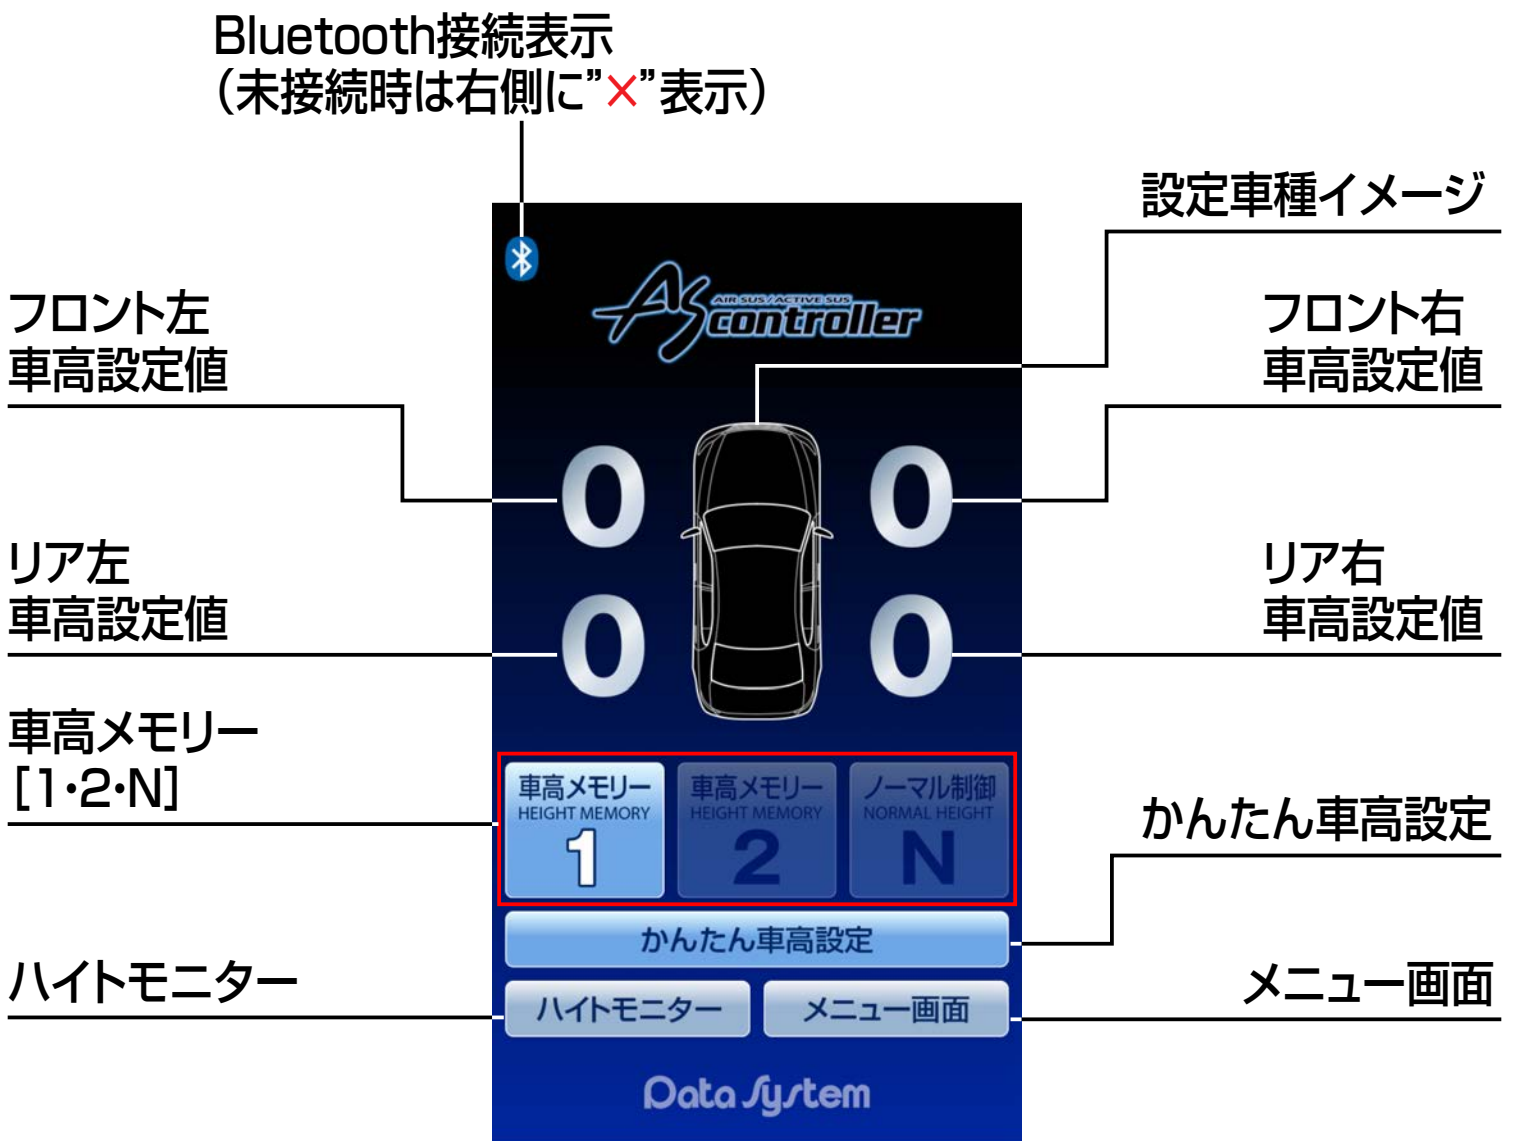 Bluetooth接続表示
（未接続時は右側に”×”表示）
設定車種イメージ
フロント左
車高設定値
フロント右
車高設定値
リア左
車高設定値
リア右
車高設定値
車高メモリー
[1・2・N]
かんたん車高設定
ハイトモニター
メニュー画面
AS
AIR SUS/ACTIVE SUS
controller
0
0
0
0
車高メモリー
HEIGHT MEMORY
1
車高メモリー
HEIGHT MEMORY
2
ノーマル制御
NORMAL HEIGHT
N
かんたん車高設定
ハイトモニター
メニュー画面
Data System